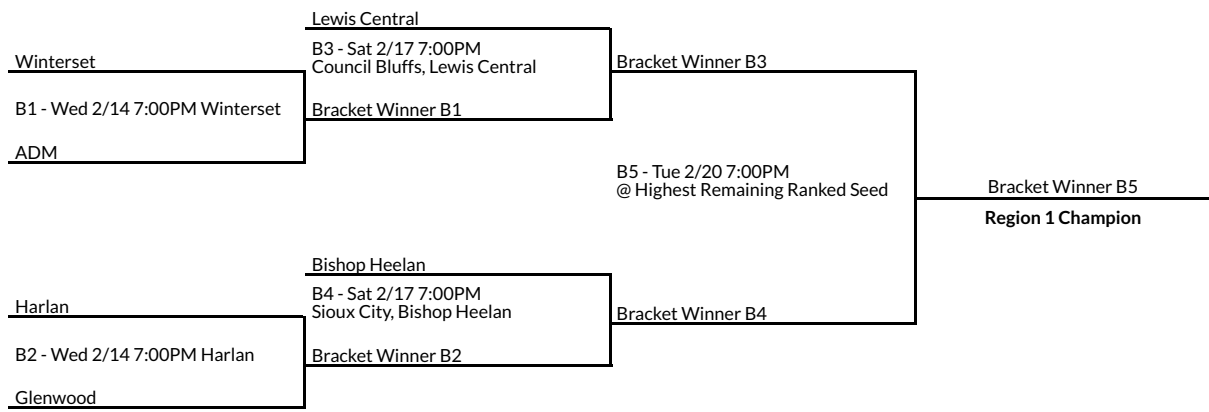 Lewis Central
Winterset
B3 - Sat 2/17 7:00PM
Council Bluffs, Lewis Central
Bracket Winner B3
B1 - Wed 2/14 7:00PM Winterset
Bracket Winner B1
ADM
B5 - Tue 2/20 7:00PM
@ Highest Remaining Ranked Seed
Bracket Winner B5
Region 1 Champion
Bishop Heelan
Harlan
B4 - Sat 2/17 7:00PM
Sioux City, Bishop Heelan
Bracket Winner B4
B2 - Wed 2/14 7:00PM Harlan
Bracket Winner B2
Glenwood